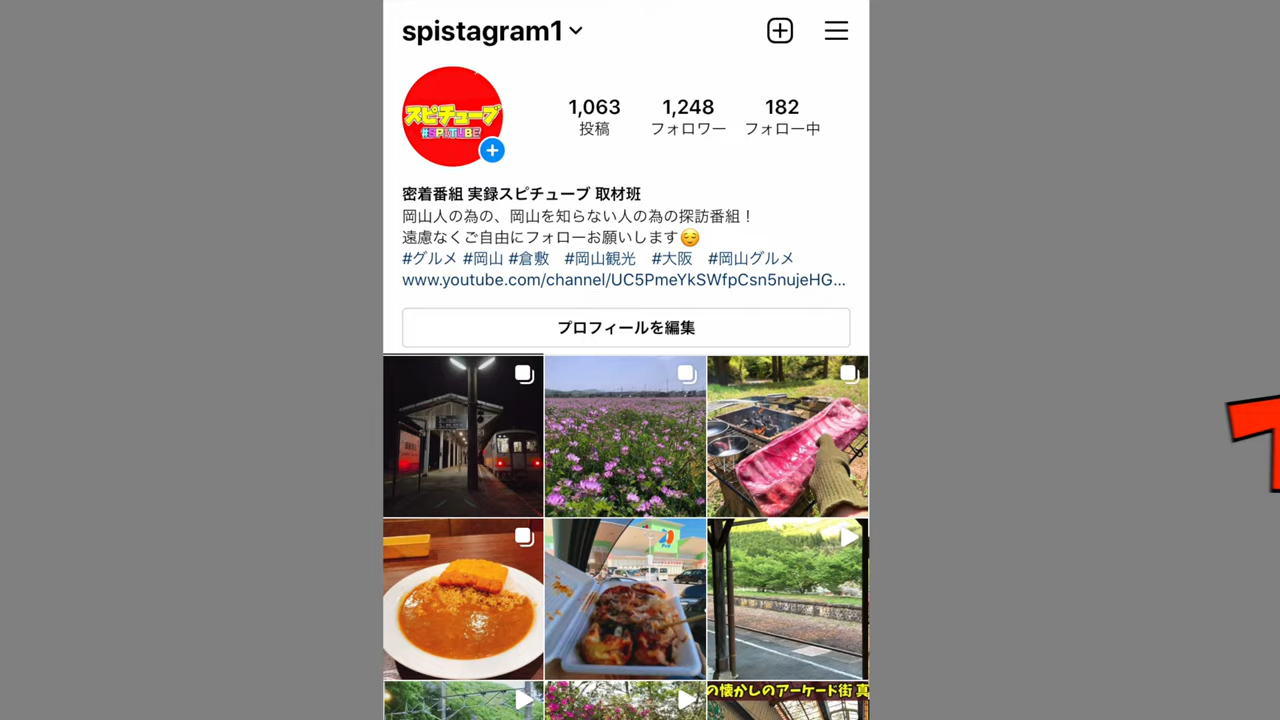 spistagram1
スピチューブ
#SPITUBE
1,063
投稿
1,248
フォロワー
182
フォロー中
密着番組 実録スピチューブ 取材班
岡山人の為の、岡山を知らない人の為の探訪番組！
遠慮なくご自由にフォローお願いします😌
#グルメ #岡山 #倉敷 #岡山観光 #大阪 #岡山グルメ
www.youtube.com/channel/UC5PmeYkSWfpCsn5nujeHG...
プロフィールを編集
の懐かしのアーケード街 真